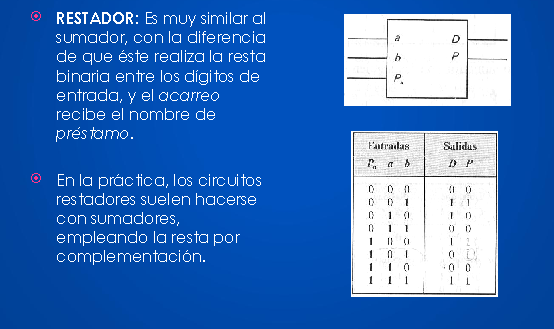 RESTADOR: Es muy similar al
sumador, con la diferencia
de que éste realiza la resta
binaria entre los dígitos de
entrada, y el acarreo
recibe el nombre de
préstamo.
En la práctica, los circuitos
restadores suelen hacerse
con sumadores,
empleando la resta por
complementación.
a D
b P
Pₐ
Entradas Salidas
Pₐ a b D P
0 0 0 0 0
0 0 1 1 1
0 1 0 1 0
0 1 1 0 0
1 0 0 1 1
1 0 1 0
1 1 0 0 0
1 1 1 1 1